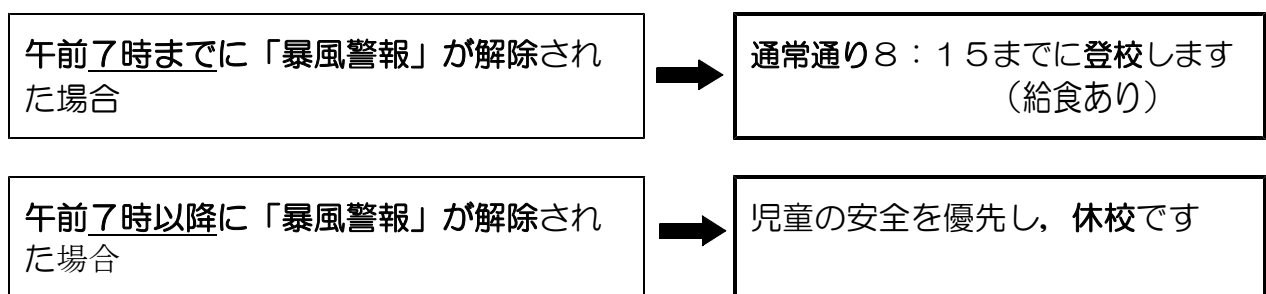 午前７時までに「暴風警報」が解除され
た場合
通常通り８：１５までに登校します
（給食あり）
午前７時以降に「暴風警報」が解除され
た場合
児童の安全を優先し，休校です